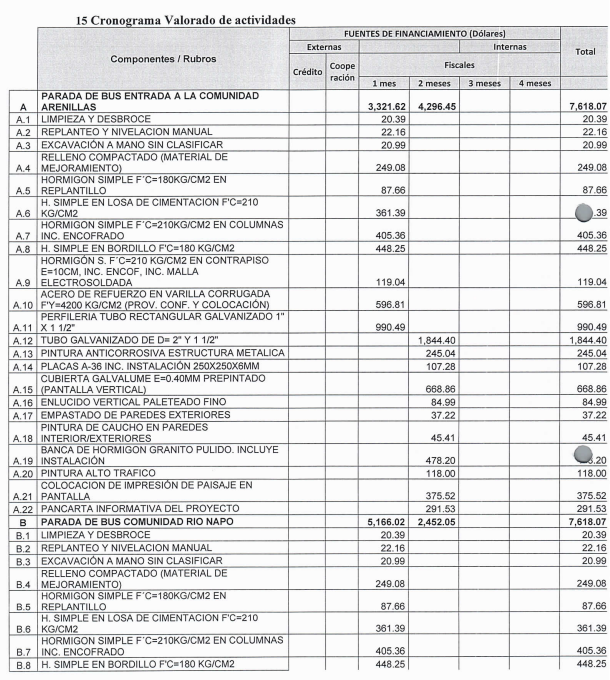 15 Cronograma Valorado de actividades
FUENTES DE FINANCIAMIENTO (Dólares)
Componentes / Rubros Externas Internas Total
Crédito Coope Fiscales
ración
1 mes 2 meses 3 meses 4 meses
PARADA DE BUS ENTRADA A LA COMUNIDAD
A ARENILLAS 3,321.62 4,296.45 7,618.07
A.1 LIMPIEZA Y DESBROCE 20.39 20.39
A.2 REPLANTEO Y NIVELACION MANUAL 22.16 22.16
A.3 EXCAVACIÓN A MANO SIN CLASIFICAR 20.99 20.99
RELLENO COMPACTADO (MATERIAL DE
A.4 MEJORAMIENTO) 249.08 249.08
HORMIGON SIMPLE F´C=180KG/CM2 EN
A.5 REPLANTILLO 87.66 87.66
H. SIMPLE EN LOSA DE CIMENTACION F'C=210
A.6 KG/CM2 361.39 .39
HORMIGON SIMPLE F´C=210KG/CM2 EN COLUMNAS
A.7 INC. ENCOFRADO 405.36 405.36
A.8 H. SIMPLE EN BORDILLO F'C=180 KG/CM2 448.25 448.25
HORMIGÓN S. F´C=210 KG/CM2 EN CONTRAPISO
E=10CM, INC. ENCOF, INC. MALLA
A.9 ELECTROSOLDADA 119.04 119.04
ACERO DE REFUERZO EN VARILLA CORRUGADA
A.10 F'Y=4200 KG/CM2 (PROV. CONF. Y COLOCACIÓN) 596.81 596.81
PERFILERIA TUBO RECTANGULAR GALVANIZADO 1"
A.11 X 1 1/2" 990.49 990.49
A.12 TUBO GALVANIZADO DE D= 2" Y 1 1/2" 1,844.40 1,844.40
A.13 PINTURA ANTICORROSIVA ESTRUCTURA METALICA 245.04 245.04
A.14 PLACAS A-36 INC. INSTALACIÓN 250X250X6MM 107.28 107.28
CUBIERTA GALVALUME E=0.40MM PREPINTADO
A.15 (PANTALLA VERTICAL) 668.86 668.86
A.16 ENLUCIDO VERTICAL PALETEADO FINO 84.99 84.99
A.17 EMPASTADO DE PAREDES EXTERIORES 37.22 37.22
PINTURA DE CAUCHO EN PAREDES
A.18 INTERIOR/EXTERIORES 45.41 45.41
BANCA DE HORMIGON GRANITO PULIDO. INCLUYE
A.19 INSTALACIÓN 478.20 .20
A.20 PINTURA ALTO TRAFICO 118.00 118.00
COLOCACION DE IMPRESIÓN DE PAISAJE EN
A.21 PANTALLA 375.52 375.52
A.22 PANCARTA INFORMATIVA DEL PROYECTO 291.53 291.53
B PARADA DE BUS COMUNIDAD RIO NAPO 5,166.02 2,452.05 7,618.07
B.1 LIMPIEZA Y DESBROCE 20.39 20.39
B.2 REPLANTEO Y NIVELACION MANUAL 22.16 22.16
B.3 EXCAVACIÓN A MANO SIN CLASIFICAR 20.99 20.99
RELLENO COMPACTADO (MATERIAL DE
B.4 MEJORAMIENTO) 249.08 249.08
HORMIGON SIMPLE F´C=180KG/CM2 EN
B.5 REPLANTILLO 87.66 87.66
H. SIMPLE EN LOSA DE CIMENTACION F'C=210
B.6 KG/CM2 361.39 361.39
HORMIGON SIMPLE F´C=210KG/CM2 EN COLUMNAS
B.7 INC. ENCOFRADO 405.36 405.36
B.8 H. SIMPLE EN BORDILLO F'C=180 KG/CM2 448.25 448.25